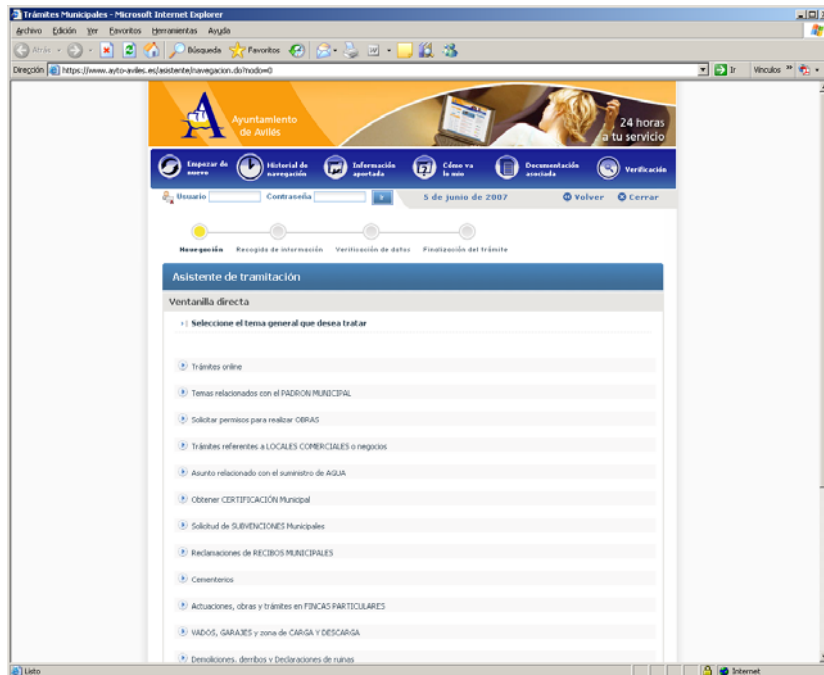 Trámites Municipales - Microsoft Internet Explorer
Archivo Edición Ver Favoritos Herramientas Ayuda
Atrás Búsqueda Favoritos
Dirección https://www.ayto-aviles.es/asistente/navegacion.do?modo=0 Ir Vínculos »
Ayuntamiento
de Avilés
24 horas
a tu servicio
Empezar de
nuevo
Historial de
navegación
Información
aportada
Cómo va
lo mío
Documentación
asociada
Verificación
Usuario Contraseña 5 de junio de 2007 Volver Cerrar
Navegación Recogida de información Verificación de datos Finalización del trámite
Asistente de tramitación
Ventanilla directa
Seleccione el tema general que desea tratar
Trámites online
Temas relacionados con el PADRON MUNICIPAL
Solicitar permisos para realizar OBRAS
Trámites referentes a LOCALES COMERCIALES o negocios
Asunto relacionado con el suministro de AGUA
Obtener CERTIFICACIÓN Municipal
Solicitud de SUBVENCIONES Municipales
Reclamaciones de RECIBOS MUNICIPALES
Cementerios
Actuaciones, obras y trámites en FINCAS PARTICULARES
VADOS, GARAJES y zona de CARGA Y DESCARGA
Demoliciones, derribos y Declaraciones de ruinas
Listo Internet